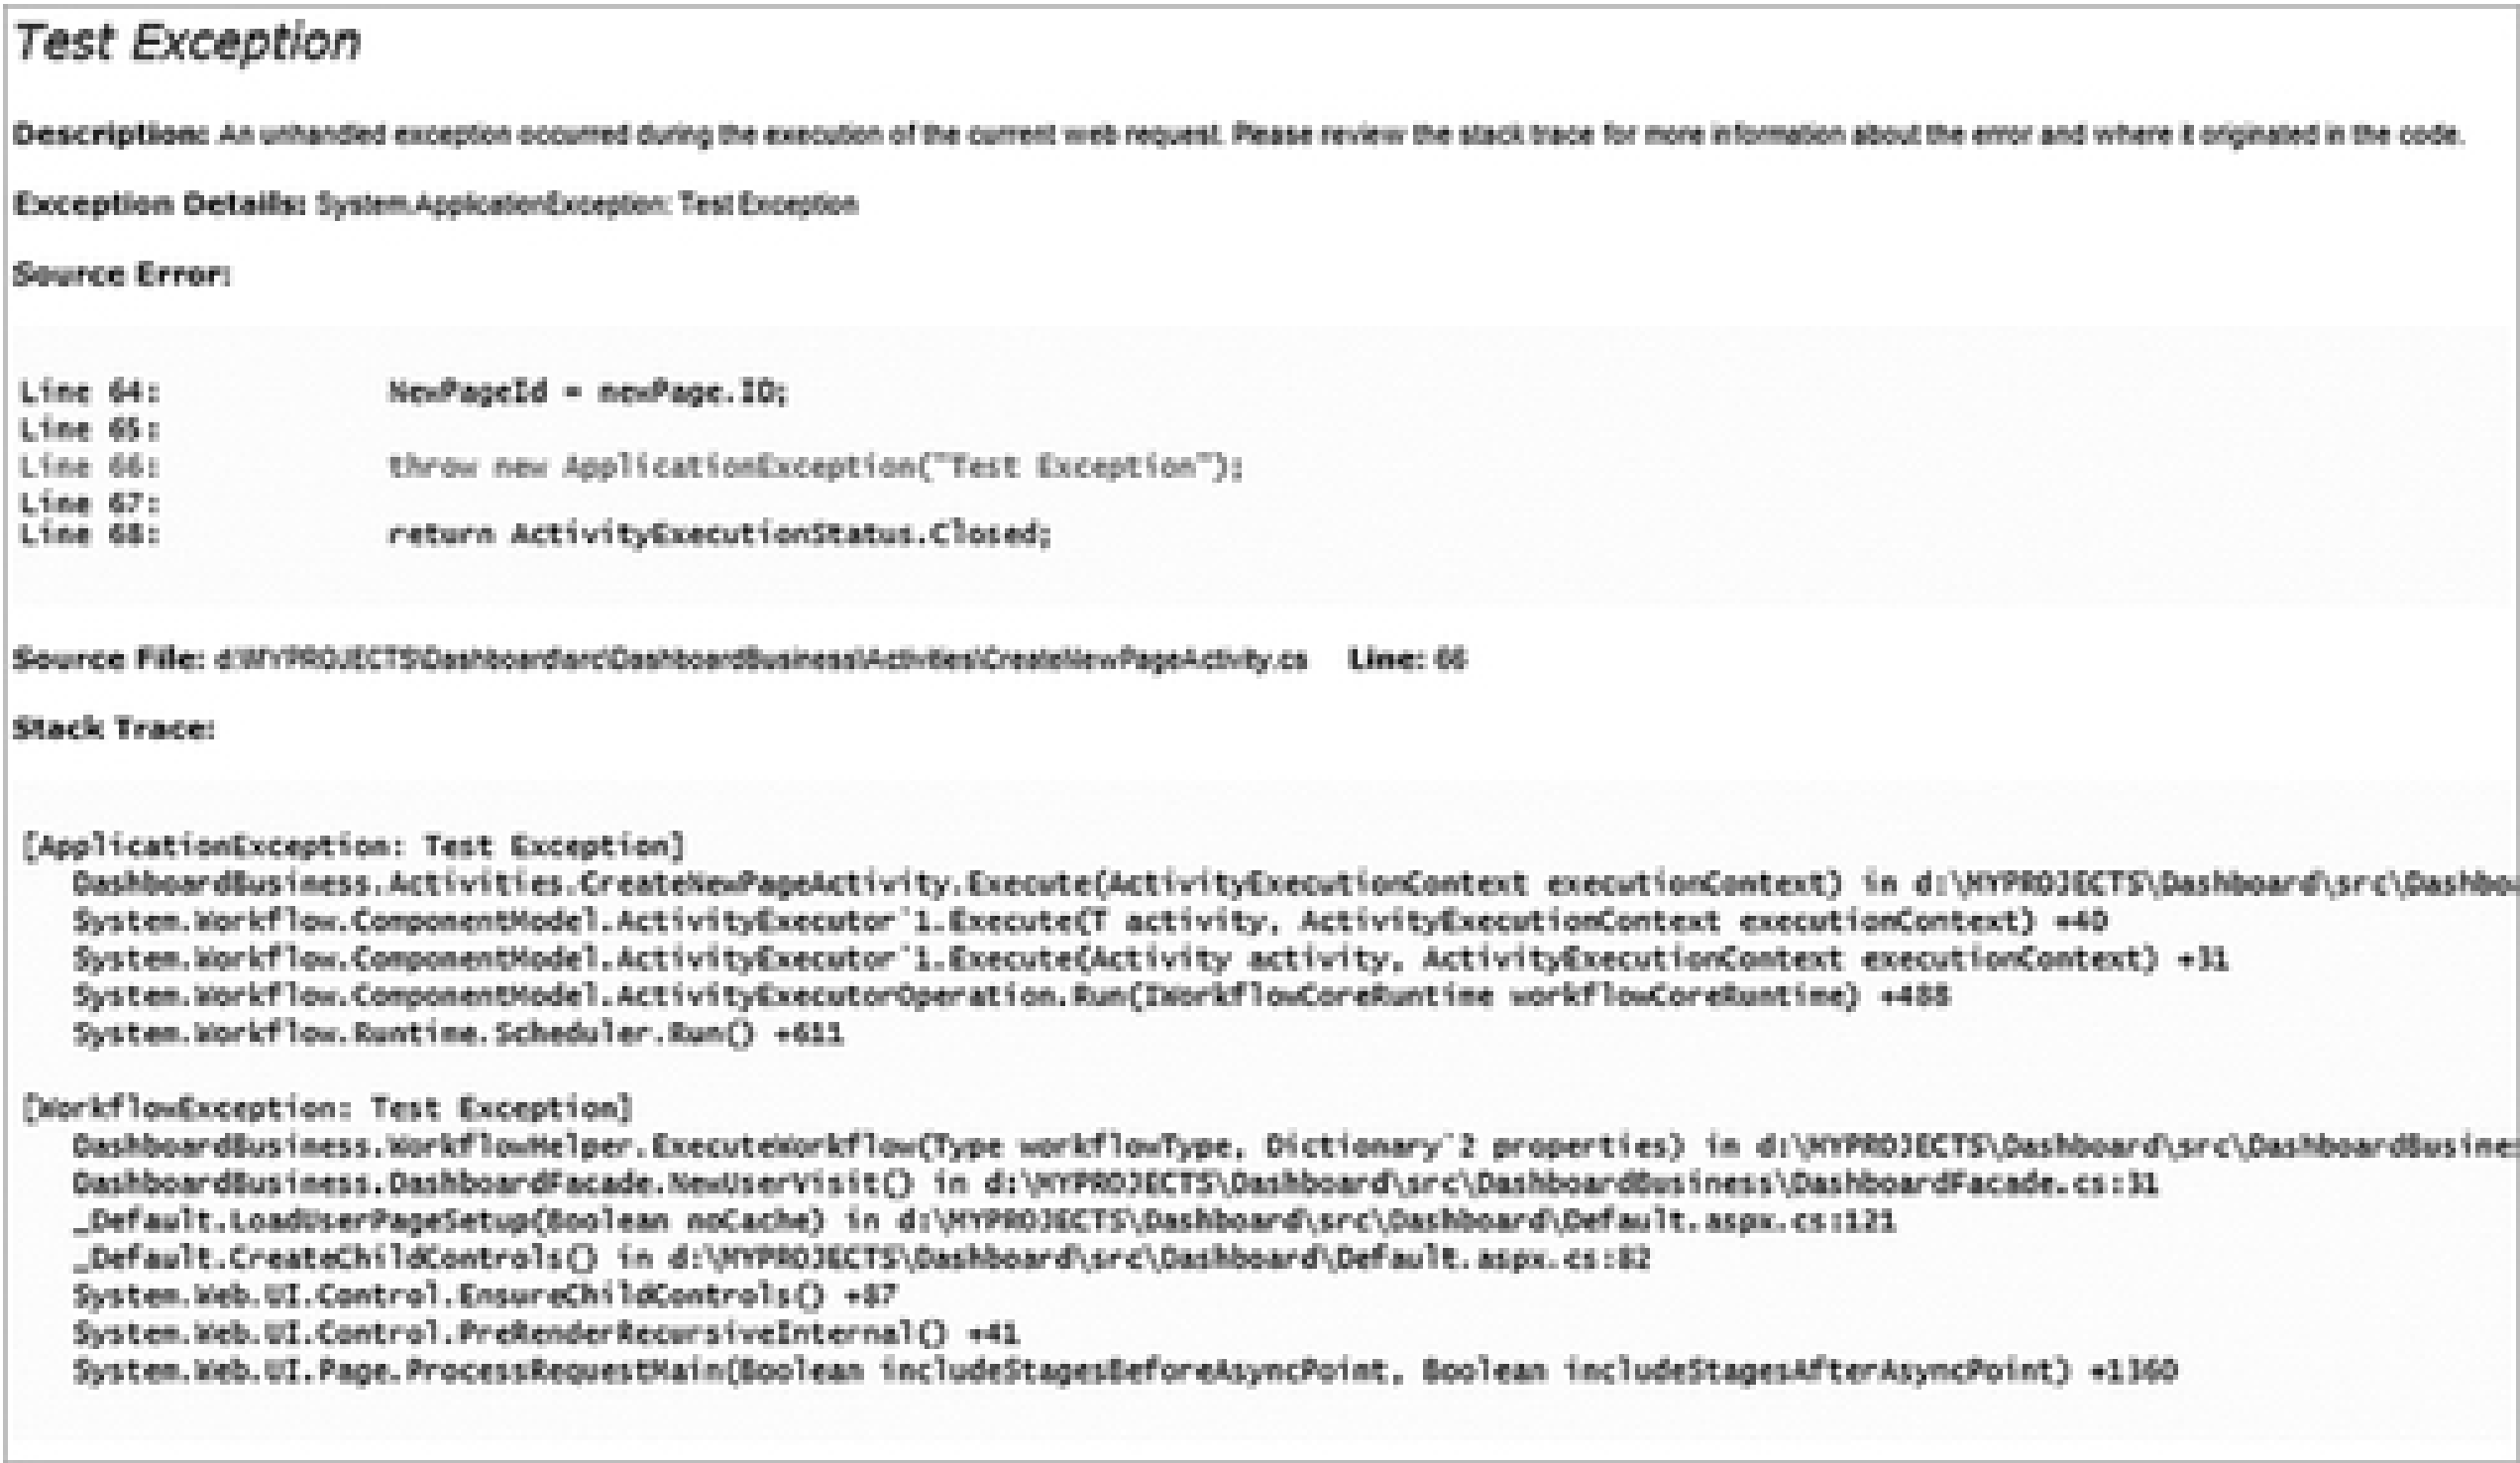 Test Exception
Description: An unhandled exception occurred during the execution of the current web request. Please review the stack trace for more information about the error and where it originated in the code.
Exception Details: System.ApplicationException: Test Exception
Source Error:
Line 64: NewPageId = newPage.ID;
Line 65:
Line 66: throw new ApplicationException("Test Exception");
Line 67:
Line 68: return ActivityExecutionStatus.Closed;
Source File: d:\MYPROJECTS\Dashboard\src\DashboardBusiness\Activities\CreateNewPageActivity.cs Line: 66
Stack Trace:
[ApplicationException: Test Exception]
DashboardBusiness.Activities.CreateNewPageActivity.Execute(ActivityExecutionContext executionContext) in d:\MYPROJECTS\Dashboard\src\Dashbo
System.Workflow.ComponentModel.ActivityExecutor`1.Execute(T activity, ActivityExecutionContext executionContext) +40
System.Workflow.ComponentModel.ActivityExecutor`1.Execute(Activity activity, ActivityExecutionContext executionContext) +31
System.Workflow.ComponentModel.ActivityExecutorOperation.Run(IWorkflowCoreRuntime workflowCoreRuntime) +488
System.Workflow.Runtime.Scheduler.Run() +611
[WorkflowException: Test Exception]
DashboardBusiness.WorkflowHelper.ExecuteWorkflow(Type workflowType, Dictionary`2 properties) in d:\MYPROJECTS\Dashboard\src\DashboardBusines
DashboardBusiness.DashboardFacade.NewUserVisit() in d:\MYPROJECTS\Dashboard\src\DashboardBusiness\DashboardFacade.cs:31
_Default.LoadUserPageSetup(Boolean noCache) in d:\MYPROJECTS\Dashboard\src\Dashboard\Default.aspx.cs:121
_Default.CreateChildControls() in d:\MYPROJECTS\Dashboard\src\Dashboard\Default.aspx.cs:82
System.Web.UI.Control.EnsureChildControls() +87
System.Web.UI.Control.PreRenderRecursiveInternal() +41
System.Web.UI.Page.ProcessRequestMain(Boolean includeStagesBeforeAsyncPoint, Boolean includeStagesAfterAsyncPoint) +1360